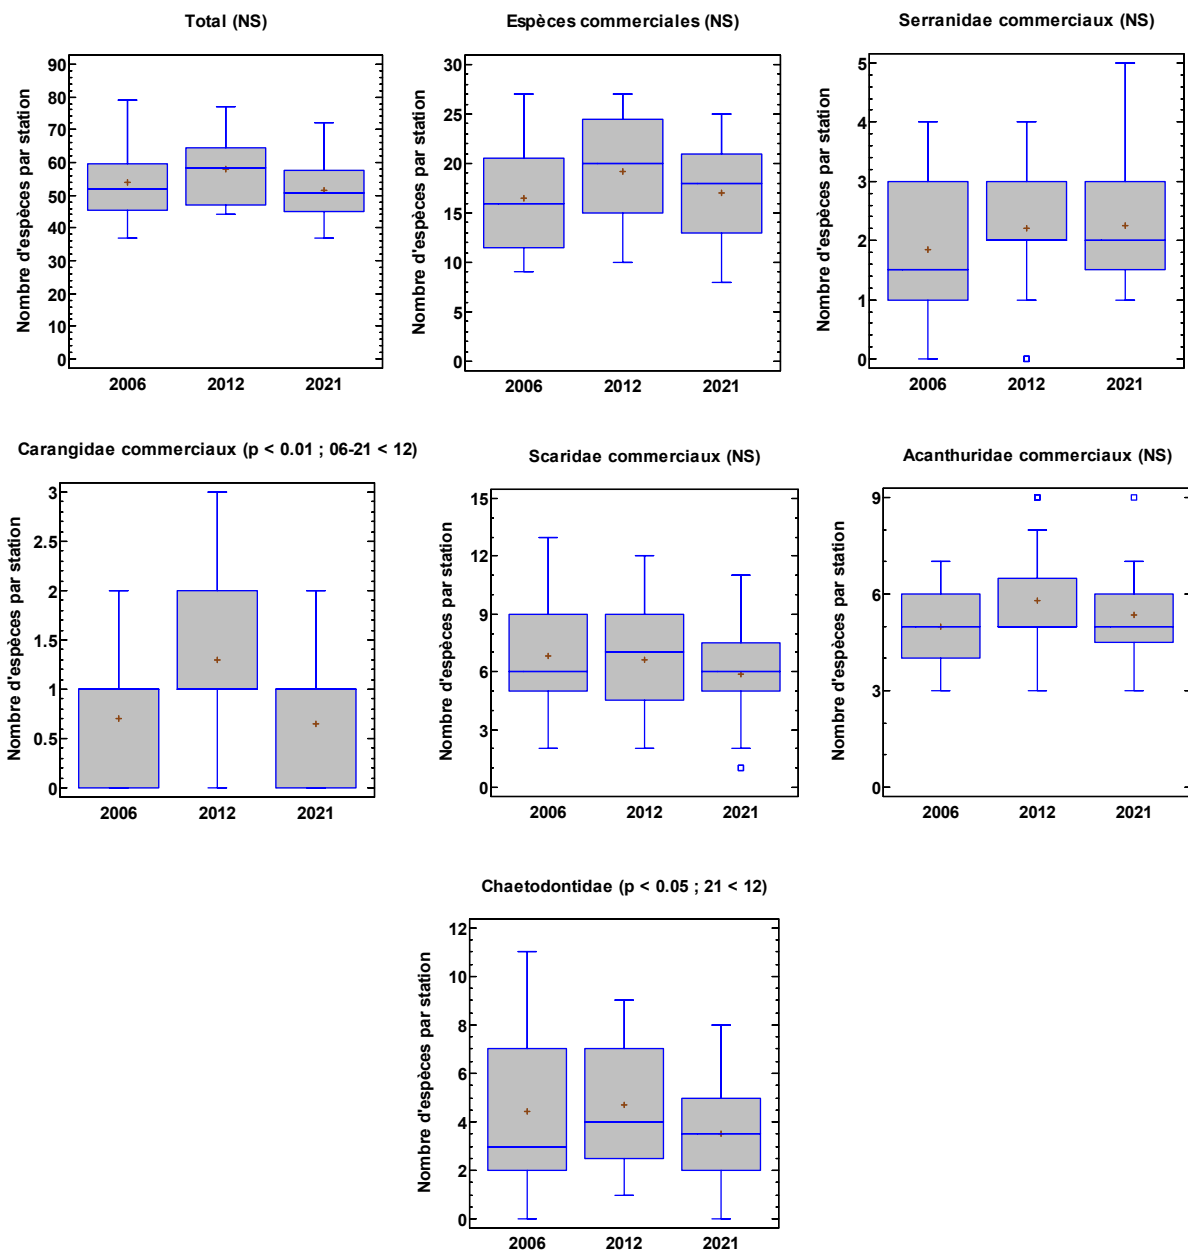 Total (NS)
Nombre d'espèces par station
90
80
70
60
50
40
30
20
10
0
2006 2012 2021
Espèces commerciales (NS)
Nombre d'espèces par station
30
25
20
15
10
5
0
2006 2012 2021
Serranidae commerciaux (NS)
Nombre d'espèces par station
5
4
3
2
1
0
2006 2012 2021
Carangidae commerciaux (p < 0.01 ; 06-21 < 12)
Nombre d'espèces par station
3
2.5
2
1.5
1
0.5
0
2006 2012 2021
Scaridae commerciaux (NS)
Nombre d'espèces par station
15
12
9
6
3
0
2006 2012 2021
Acanthuridae commerciaux (NS)
Nombre d'espèces par station
9
6
3
0
2006 2012 2021
Chaetodontidae (p < 0.05 ; 21 < 12)
Nombre d'espèces par station
12
10
8
6
4
2
0
2006 2012 2021